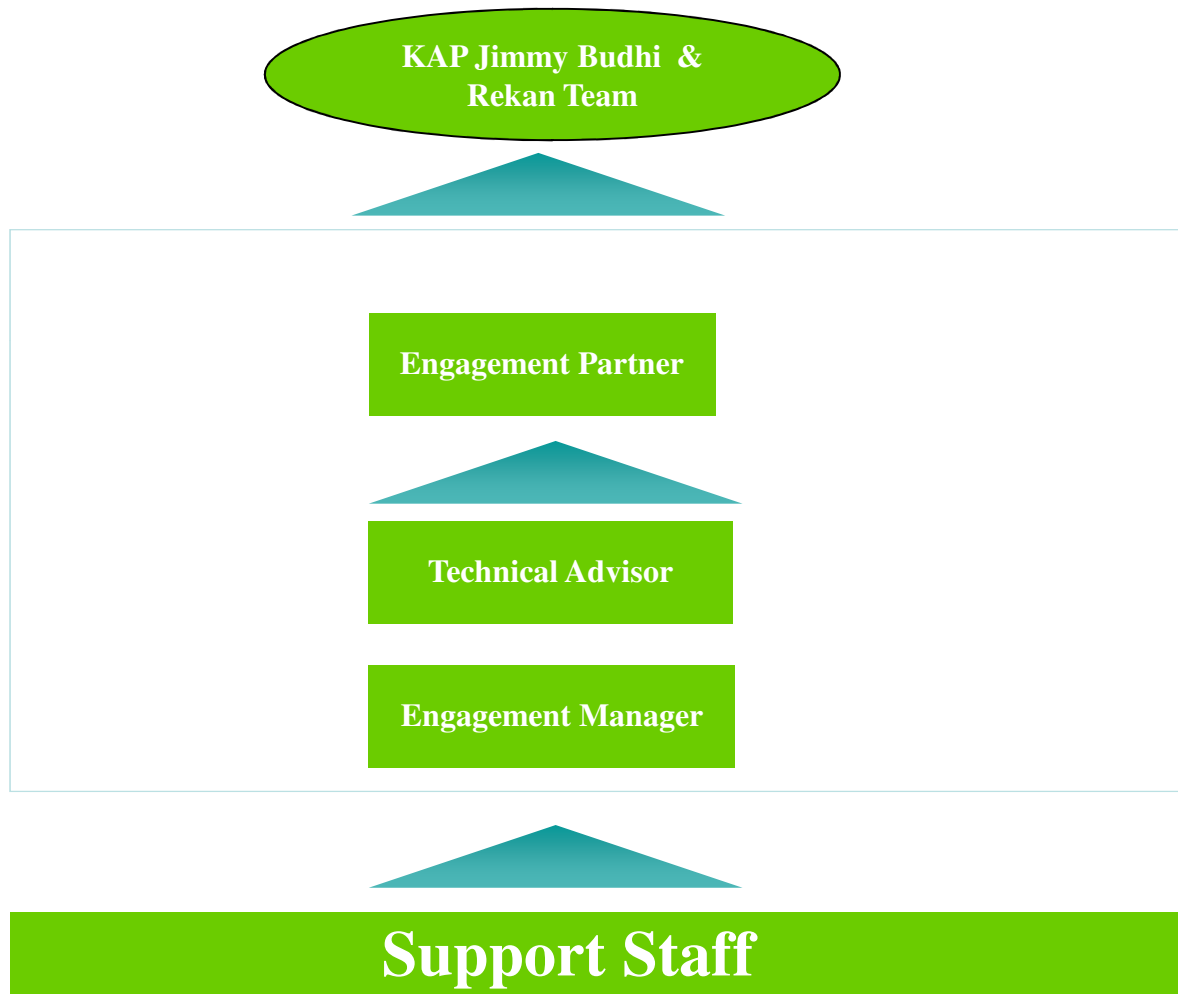 KAP Jimmy Budhi &
Rekan Team
Engagement Partner
Technical Advisor
Engagement Manager
Support Staff